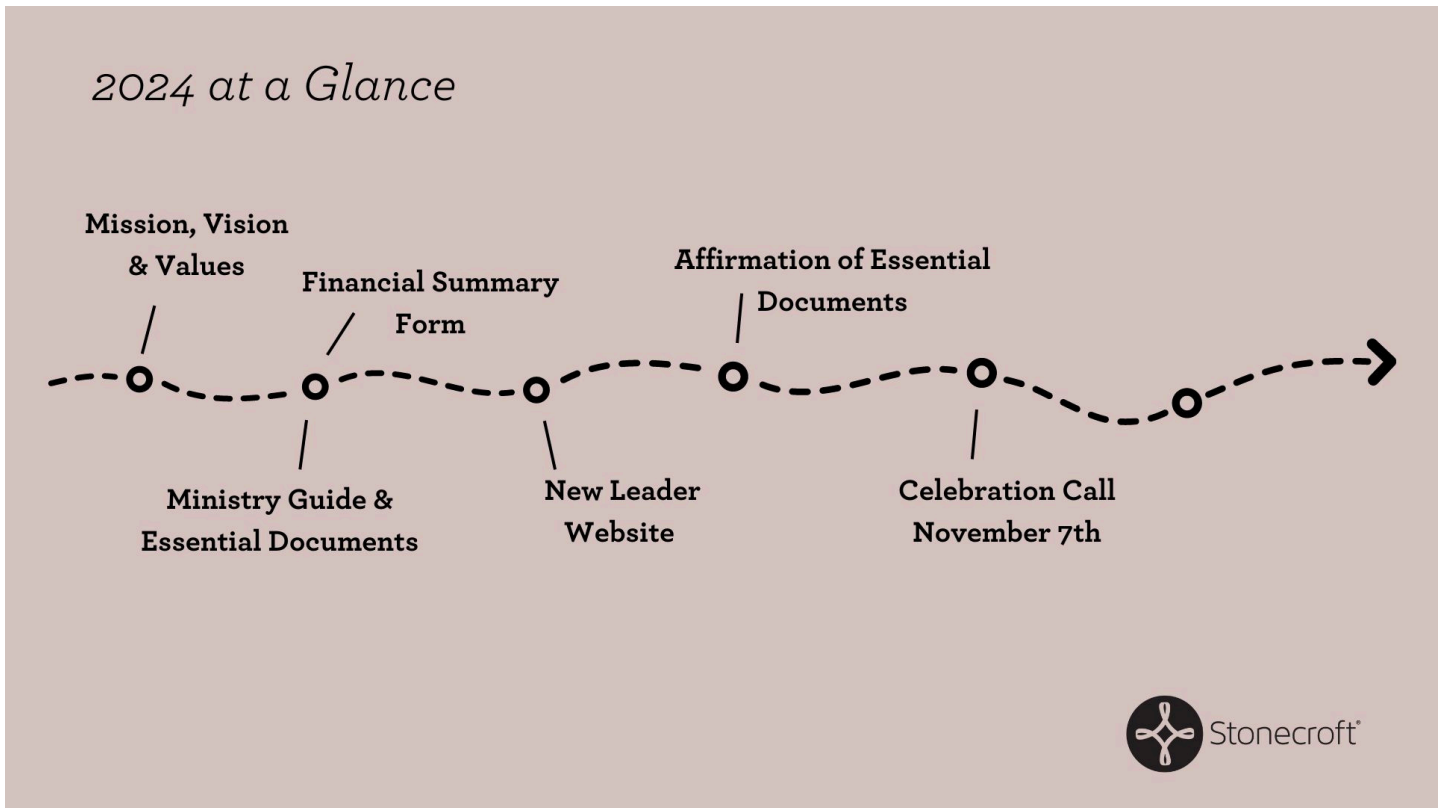 2024 at a Glance
Mission, Vision
& Values
Financial Summary
Form
Affirmation of Essential
Documents
Ministry Guide &
Essential Documents
New Leader
Website
Celebration Call
November 7th
Stonecroft®